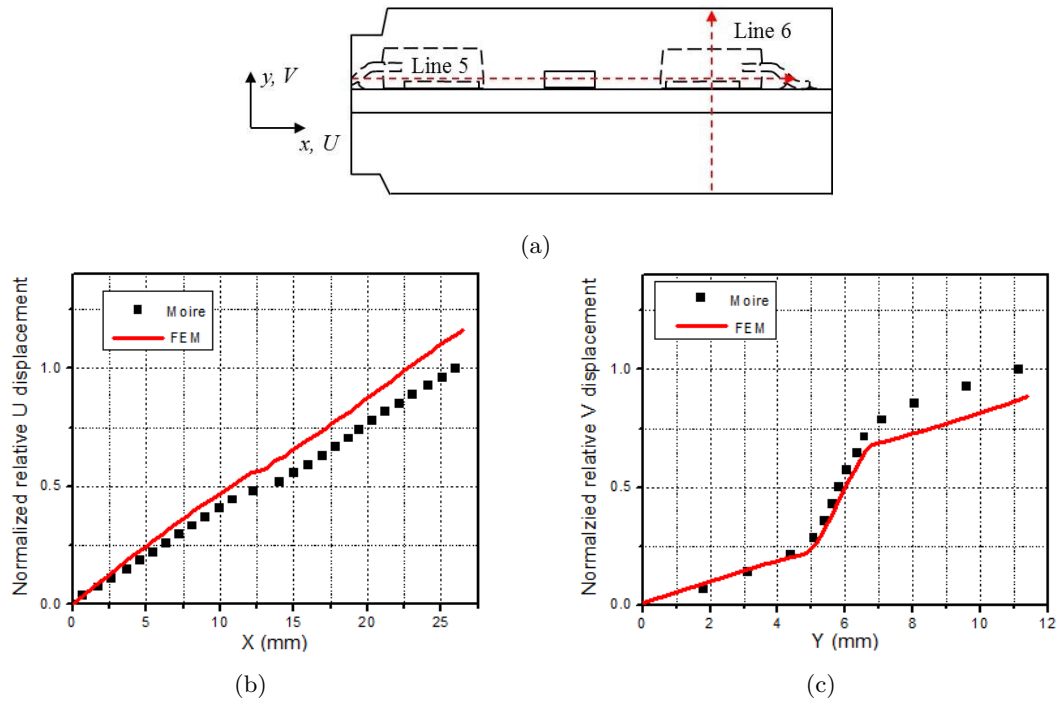 Line 6
Line 5
y, V
x, U
(a)
Normalized relative U displacement
Moire
FEM
1.0
0.5
0.0
0
5
10
15
20
25
X (mm)
(b)
Normalzied relative V displacement
Moire
FEM
1.0
0.5
0.0
0
2
4
6
8
10
12
Y (mm)
(c)